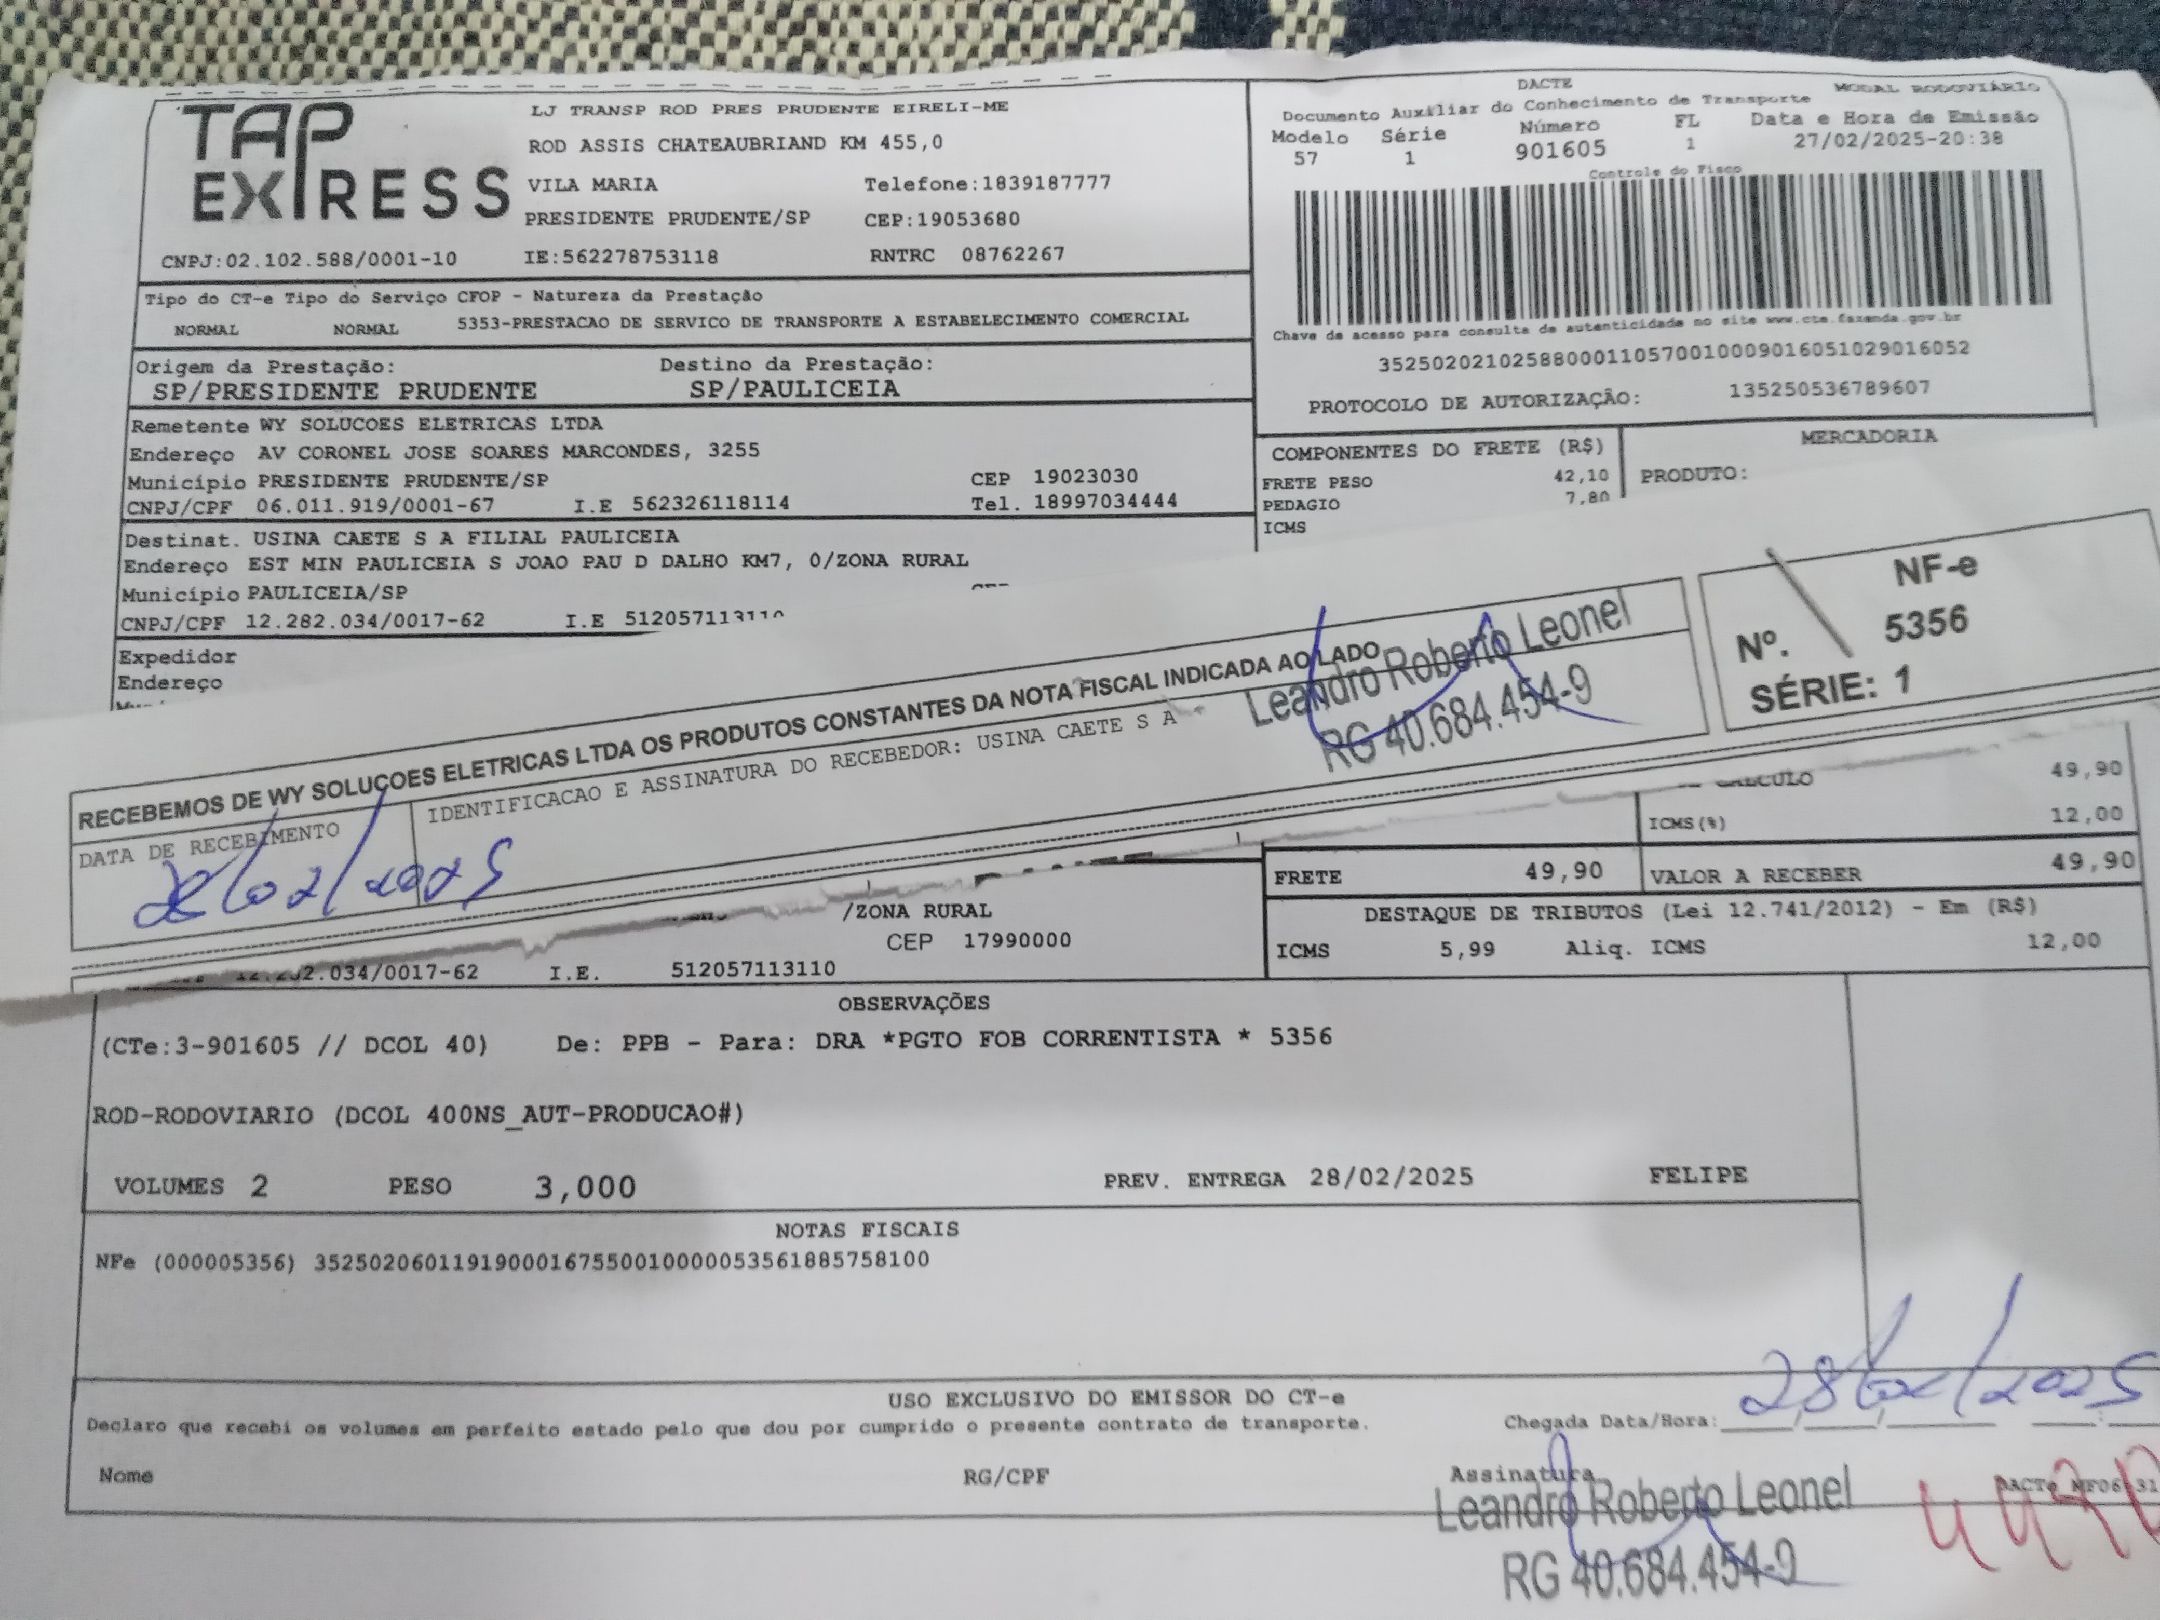 TAP EXPRESS
LJ TRANSP ROD PRES PRUDENTE EIRELI-ME
ROD ASSIS CHATEAUBRIAND KM 455,0
VILA MARIA Telefone:1839187777
PRESIDENTE PRUDENTE/SP CEP:19053680
CNPJ:02.102.588/0001-10 IE:562278753118 RNTRC 08762267
DACTE MODAL RODOVIÁRIO
Documento Auxiliar do Conhecimento de Transporte
Modelo Série Número FL Data e Hora de Emissão
57 1 901605 1 27/02/2025-20:38
Controle do Fisco
Chave de acesso para consulta de autenticidade no site www.cte.fazenda.gov.br
35250202102588000110570010009016051029016052
PROTOCOLO DE AUTORIZAÇÃO: 135250536789607
Tipo do CT-e Tipo do Serviço CFOP - Natureza da Prestação
NORMAL NORMAL 5353-PRESTACAO DE SERVICO DE TRANSPORTE A ESTABELECIMENTO COMERCIAL
Origem da Prestação: Destino da Prestação:
SP/PRESIDENTE PRUDENTE SP/PAULICEIA
Remetente WY SOLUCOES ELETRICAS LTDA
Endereço AV CORONEL JOSE SOARES MARCONDES, 3255
Município PRESIDENTE PRUDENTE/SP CEP 19023030
CNPJ/CPF 06.011.919/0001-67 I.E 562326118114 Tel. 18997034444
COMPONENTES DO FRETE (R$) MERCADORIA
FRETE PESO 42,10 PRODUTO:
PEDAGIO 7,80
ICMS
Destinat. USINA CAETE S A FILIAL PAULICEIA
Endereço EST MIN PAULICEIA S JOAO PAU D DALHO KM7, 0/ZONA RURAL
Município PAULICEIA/SP
CNPJ/CPF 12.282.034/0017-62 I.E 512057113110
Expedidor
Endereço
RECEBEMOS DE WY SOLUÇOES ELETRICAS LTDA OS PRODUTOS CONSTANTES DA NOTA FISCAL INDICADA AO LADO
DATA DE RECEBIMENTO IDENTIFICACAO E ASSINATURA DO RECEBEDOR: USINA CAETE S A
28/02/2025
Leandro Roberto Leonel
RG 40.684.454-9
NF-e
Nº. 5356
SÉRIE: 1
CALCULO 49,90
ICMS(%) 12,00
FRETE 49,90 VALOR A RECEBER 49,90
DESTAQUE DE TRIBUTOS (Lei 12.741/2012) - Em (R$)
ICMS 5,99 Aliq. ICMS 12,00
/ZONA RURAL
CEP 17990000
12.282.034/0017-62 I.E. 512057113110
OBSERVAÇÕES
(CTe:3-901605 // DCOL 40) De: PPB - Para: DRA *PGTO FOB CORRENTISTA * 5356
ROD-RODOVIARIO (DCOL 400NS_AUT-PRODUCAO#)
VOLUMES 2 PESO 3,000 PREV. ENTREGA 28/02/2025 FELIPE
NOTAS FISCAIS
NFe (000005356) 35250206011919000167550010000053561885758100
USO EXCLUSIVO DO EMISSOR DO CT-e
Declaro que recebi os volumes em perfeito estado pelo que dou por cumprido o presente contrato de transporte.
Chegada Data/Hora: 28/02/2025
Nome RG/CPF Assinatura
Leandro Roberto Leonel
RG 40.684.454-9